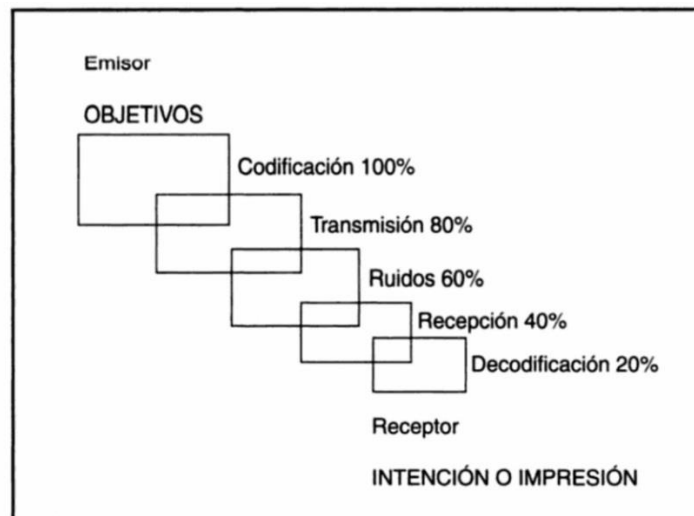 Emisor
OBJETIVOS
Codificación 100%
Transmisión 80%
Ruidos 60%
Recepción 40%
Decodificación 20%
Receptor
INTENCIÓN O IMPRESIÓN